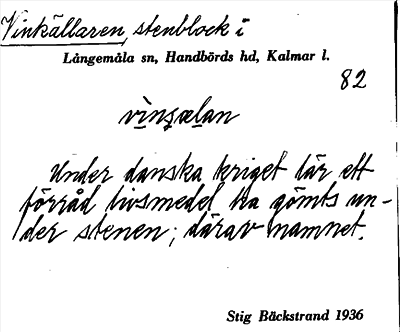 Vinkällaren, stenblock i
Långemåla sn, Handbörds hd, Kalmar l.
82
vinsælan
Under danska kriget lär ett
förråd livsmedel ha gömts un-
der stenen; därav namnet.
Stig Bäckstrand 1936